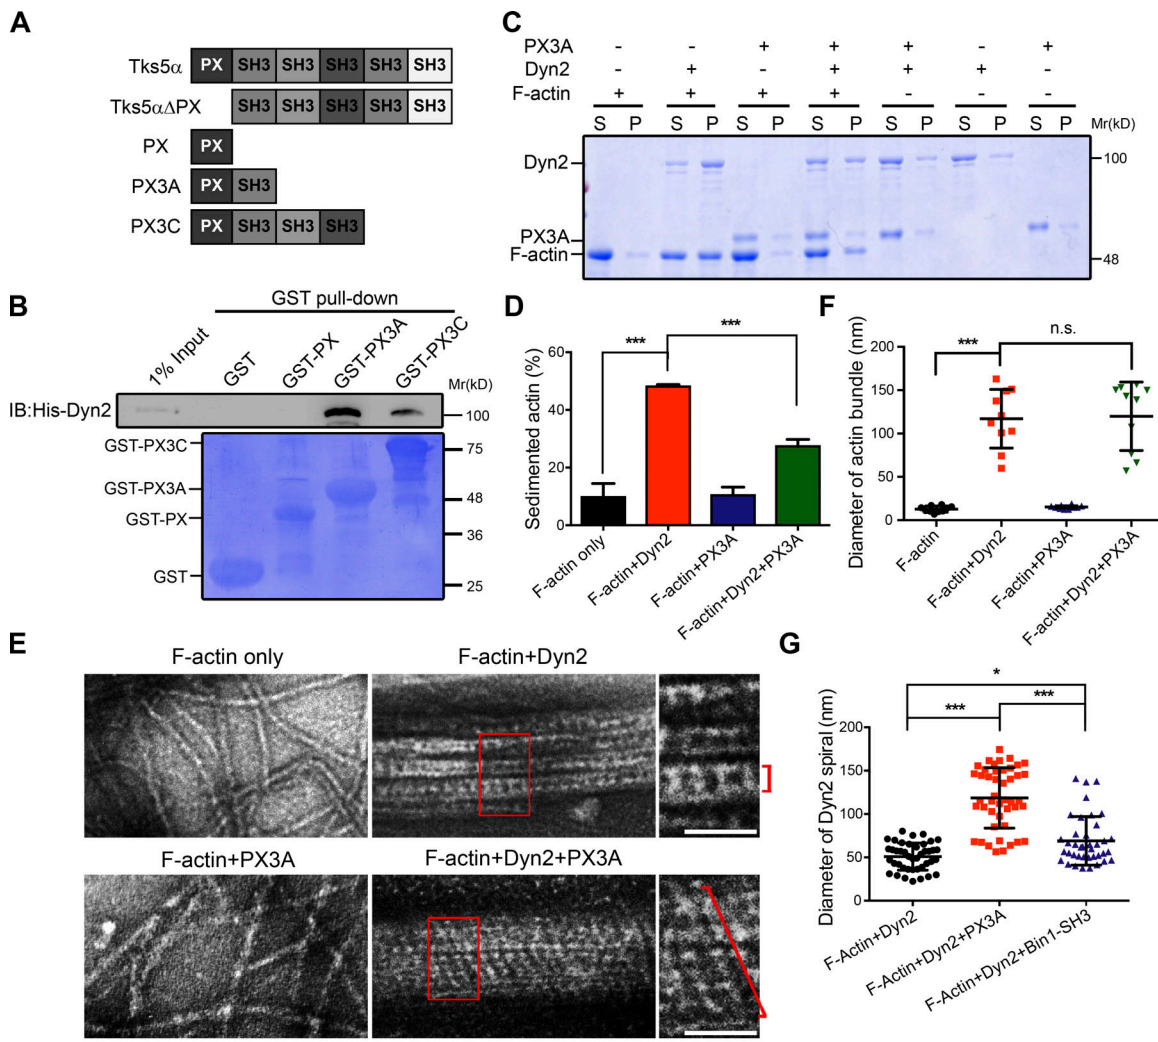 A
Tks5α PX SH3 SH3 SH3 SH3 SH3
Tks5αΔPX SH3 SH3 SH3 SH3 SH3
PX PX
PX3A PX SH3
PX3C PX SH3 SH3 SH3
B
GST pull-down
1% Input GST GST-PX GST-PX3A GST-PX3C
Mr(kD)
IB:His-Dyn2
100
GST-PX3C
GST-PX3A
GST-PX
GST
75
48
36
25
C
PX3A - - + + + - +
Dyn2 - + - + + + -
F-actin + + + + - - -
S P S P S P S P S P S P S P Mr(kD)
Dyn2
PX3A
F-actin
100
48
D
*** ***
Sedimented actin (%)
60
40
20
0
F-actin only
F-actin+Dyn2
F-actin+PX3A
F-actin+Dyn2+PX3A
F
n.s.
***
Diameter of actin bundle (nm)
200
150
100
50
0
F-actin
F-actin+Dyn2
F-actin+PX3A
F-actin+Dyn2+PX3A
E
F-actin only
F-actin+Dyn2
F-actin+PX3A
F-actin+Dyn2+PX3A
G
*
*** ***
Diameter of Dyn2 spiral (nm)
200
150
100
50
0
F-Actin+Dyn2
F-Actin+Dyn2+PX3A
F-Actin+Dyn2+Bin1-SH3